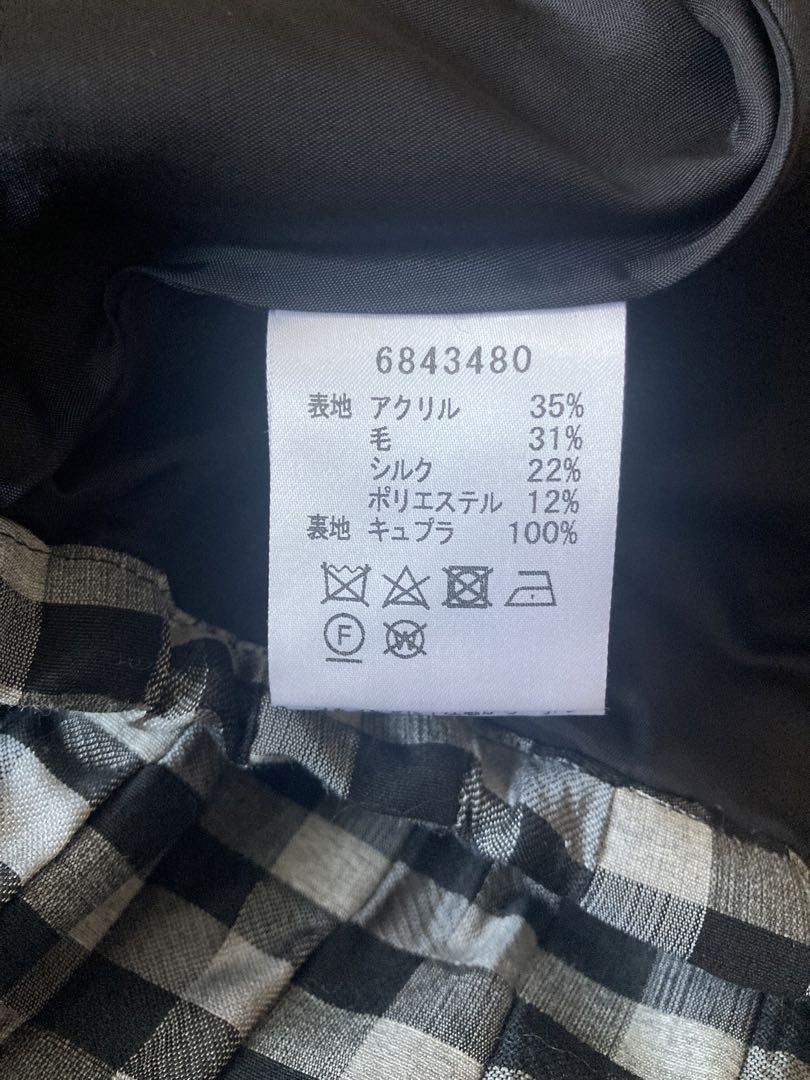 6843480
表地 アクリル 35%
毛 31%
シルク 22%
ポリエステル 12%
裏地 キュプラ 100%
F W